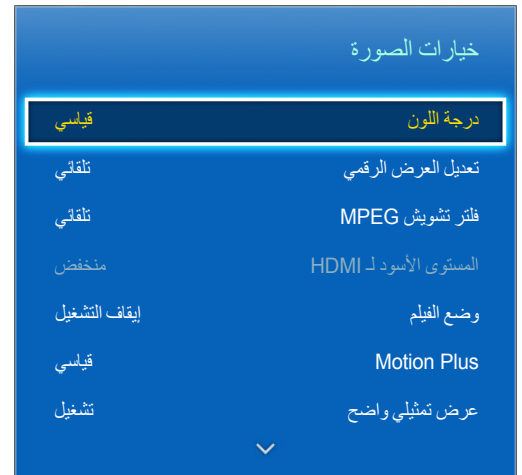 خيارات الصورة
درجة اللون قياسي
تعديل العرض الرقمي تلقائي
فلتر تشويش MPEG تلقائي
المستوى الأسود لـ HDMI منخفض
وضع الفيلم إيقاف التشغيل
Motion Plus قياسي
عرض تمثيلي واضح تشغيل